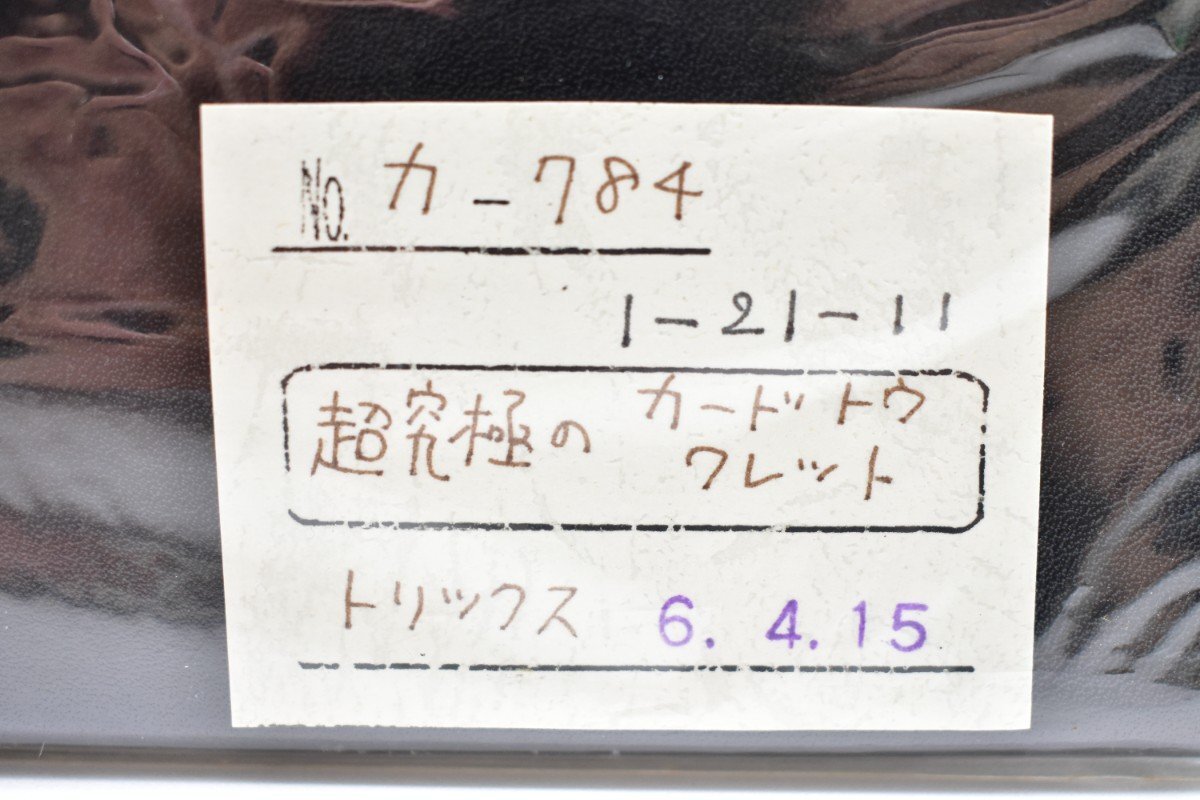 No. カ-784
1-21-11
超究極の カードトゥ
ワレット
トリックス 6.4.15